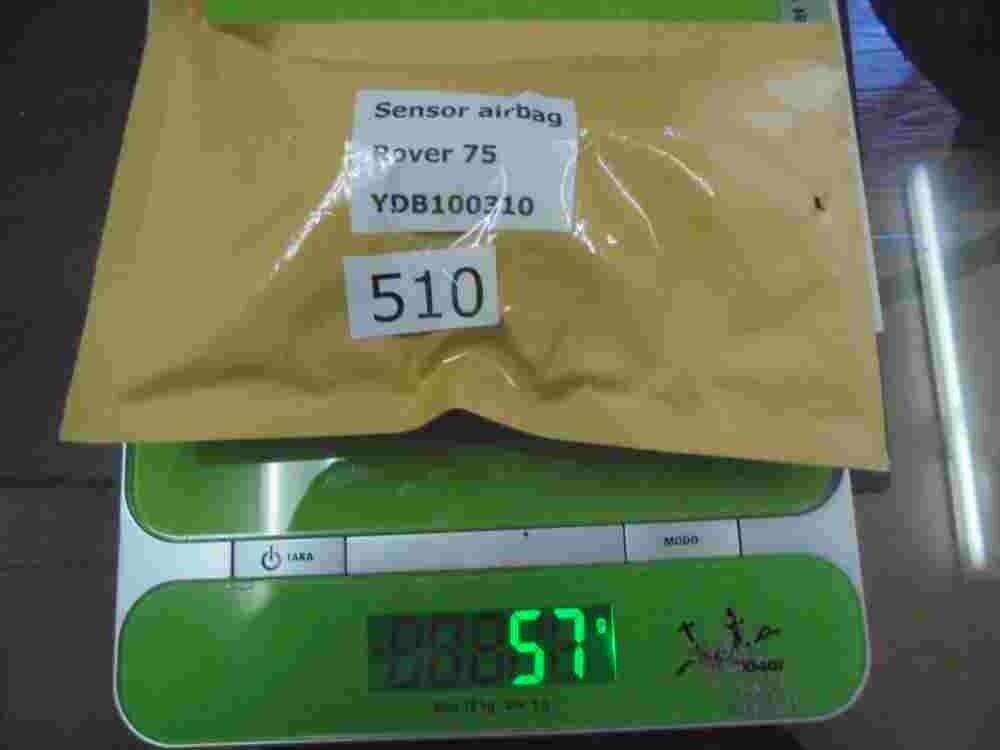 Sensor airbag
Rover 75
YDB100310
510
TARA
MODO
57